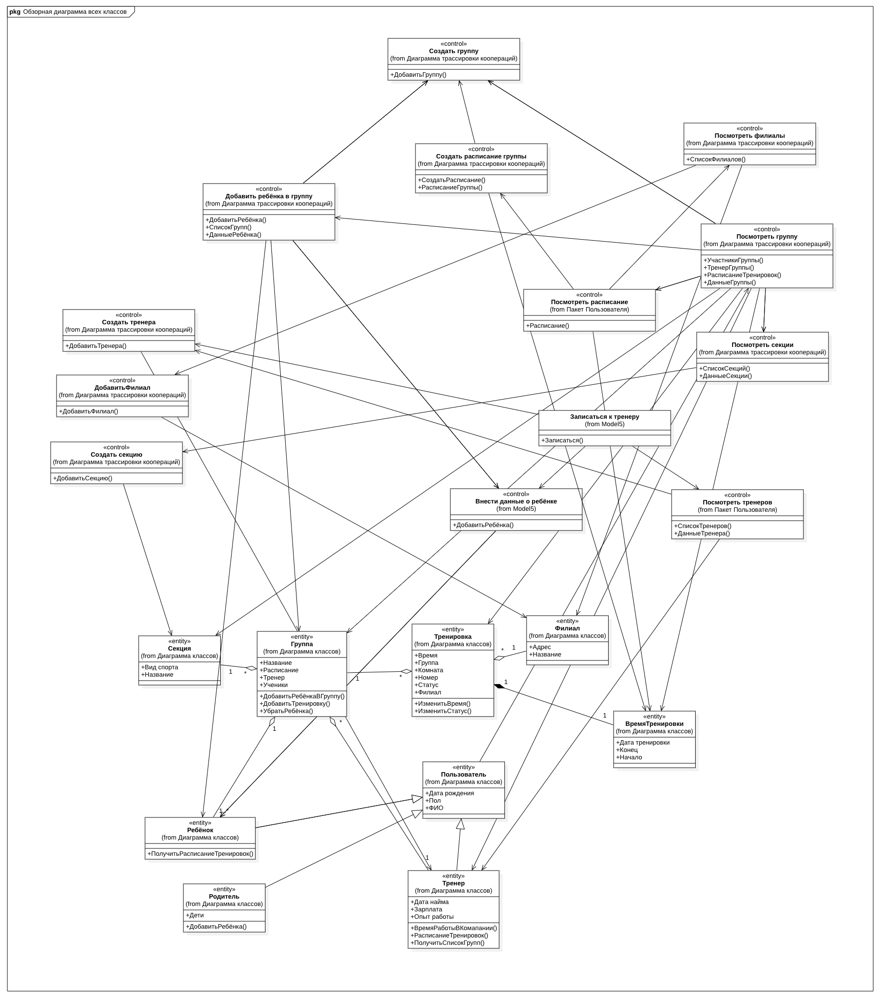 pkg Обзорная диаграмма всех классов
«control»
Создать группу
(from Диаграмма трассировки коопераций)
+ДобавитьГруппу()
«control»
Посмотреть филиалы
(from Диаграмма трассировки коопераций)
+СписокФилиалов()
«control»
Создать расписание группы
(from Диаграмма трассировки коопераций)
+СоздатьРасписание()
+РасписаниеГруппы()
«control»
Добавить ребёнка в группу
(from Диаграмма трассировки коопераций)
+ДобавитьРебёнка()
+СписокГрупп()
+ДанныеРебёнка()
«control»
Посмотреть группу
(from Диаграмма трассировки коопераций)
+УчастникиГруппы()
+ТренерГруппы()
+РасписаниеТренировок()
+ДанныеГруппы()
«control»
Посмотреть расписание
(from Пакет Пользователя)
+Расписание()
«control»
Создать тренера
(from Диаграмма трассировки коопераций)
+ДобавитьТренера()
«control»
Посмотреть секции
(from Диаграмма трассировки коопераций)
+СписокСекций()
+ДанныеСекции()
«control»
ДобавитьФилиал
(from Диаграмма трассировки коопераций)
+ДобавитьФилиал()
Записаться к тренеру
(from Model5)
+Записаться()
«control»
Создать секцию
(from Диаграмма трассировки коопераций)
+ДобавитьСекцию()
«control»
Внести данные о ребёнке
(from Model5)
+ДобавитьРебёнка()
«control»
Посмотреть тренеров
(from Пакет Пользователя)
+СписокТренеров()
+ДанныеТренера()
«entity»
Секция
(from Диаграмма классов)
+Вид спорта
+Название
1
*
«entity»
Группа
(from Диаграмма классов)
+Название
+Расписание
+Тренер
+Ученики
+ДобавитьРебёнкаВГруппу()
+ДобавитьТренировку()
+УбратьРебёнка()
1
*
«entity»
Тренировка
(from Диаграмма классов)
+Время
+Группа
+Комната
+Номер
+Статус
+Филиал
+ИзменитьВремя()
+ИзменитьСтатус()
*
1
«entity»
Филиал
(from Диаграмма классов)
+Адрес
+Название
1
1
«entity»
ВремяТренировки
(from Диаграмма классов)
+Дата тренировки
+Конец
+Начало
1
*
«entity»
Пользователь
(from Диаграмма классов)
+Дата рождения
+Пол
+ФИО
1..*
«entity»
Ребёнок
(from Диаграмма классов)
+ПолучитьРасписаниеТренировок()
1
«entity»
Родитель
(from Диаграмма классов)
+Дети
+ДобавитьРебёнка()
«entity»
Тренер
(from Диаграмма классов)
+Дата найма
+Зарплата
+Опыт работы
+ВремяРаботыВКомапании()
+РасписаниеТренировок()
+ПолучитьСписокГрупп()